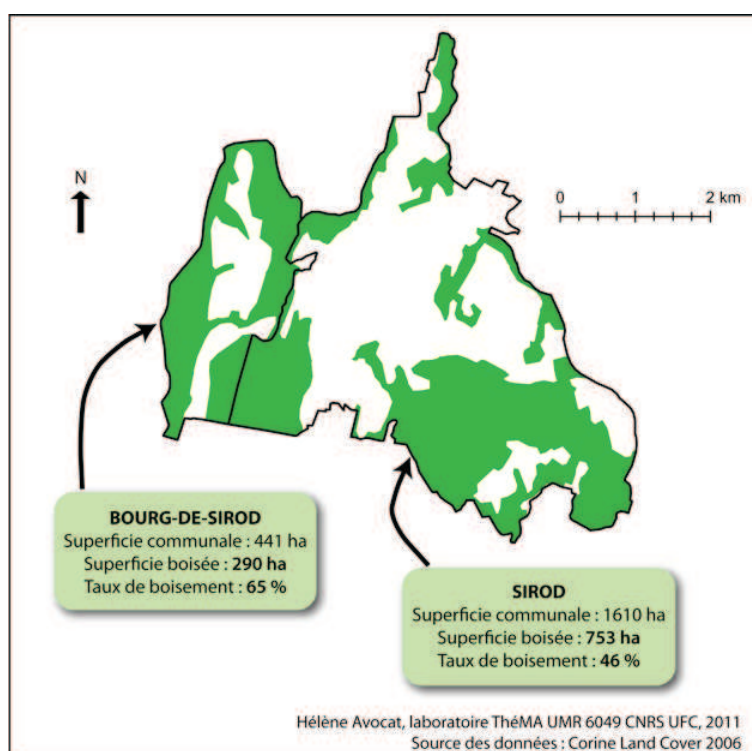 N
0 1 2 km
BOURG-DE-SIROD
Superficie communale : 441 ha
Superficie boisée : 290 ha
Taux de boisement : 65 %
SIROD
Superficie communale : 1610 ha
Superficie boisée : 753 ha
Taux de boisement : 46 %
Hélène Avocat, laboratoire ThéMA UMR 6049 CNRS UFC, 2011
Source des données : Corine Land Cover 2006